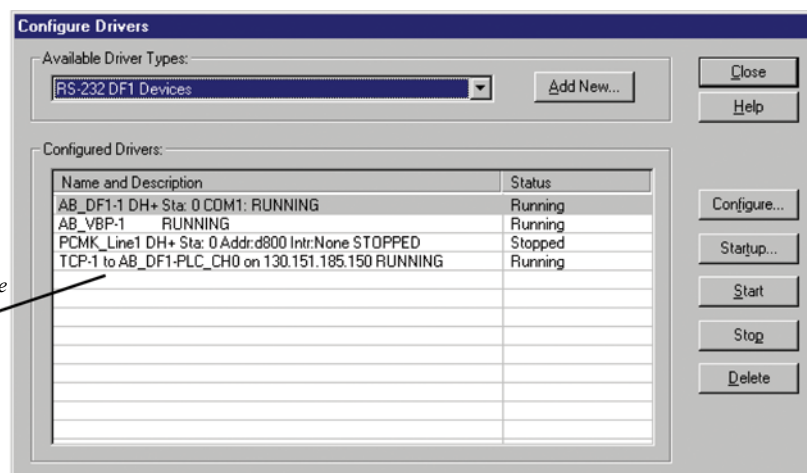 Configure Drivers
Available Driver Types:
RS-232 DF1 Devices
Add New...
Close
Help
Configured Drivers:
Name and Description Status
AB_DF1-1 DH+ Sta: 0 COM1: RUNNING Running
AB_VBP-1 RUNNING Running
PCMK_Line1 DH+ Sta: 0 Addr:d800 Intr:None STOPPED Stopped
TCP-1 to AB_DF1-PLC_CH0 on 130.151.185.150 RUNNING Running
Configure...
Startup...
Start
Stop
Delete